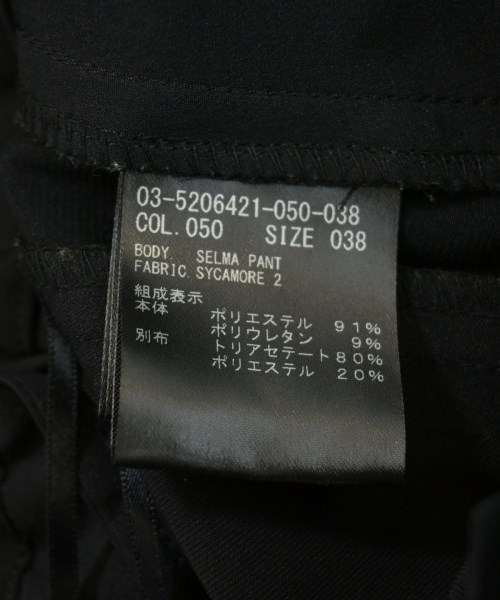 03-5206421-050-038
COL.050 SIZE 038
BODY SELMA PANT
FABRIC SYCAMORE 2
組成表示
本体 ポリエステル 91%
ポリウレタン 9%
別布 トリアセテート80%
ポリエステル 20%